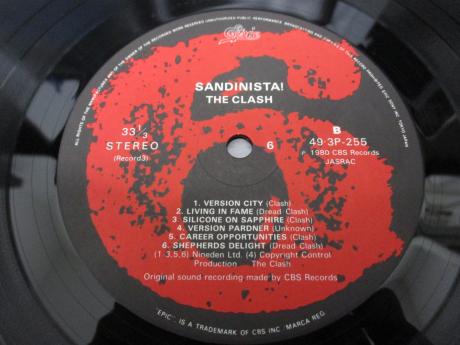 Epic
SANDINISTA!
THE CLASH
33 1/3
STEREO
(Record3)
6
B
49·3P-255
℗ 1980 CBS Records
JASRAC
1. VERSION CITY (Clash)
2. LIVING IN FAME (Dread Clash)
3. SILICONE ON SAPPHIRE (Clash)
4. VERSION PARDNER (Unknown)
5. CAREER OPPORTUNITIES (Clash)
6. SHEPHERDS DELIGHT (Dread Clash)
(1·3,5,6) Nineden Ltd. (4) Copyright Control
Production The Clash
Original sound recording made by CBS Records
"EPIC" IS A TRADEMARK OF CBS INC./MARCA REG.